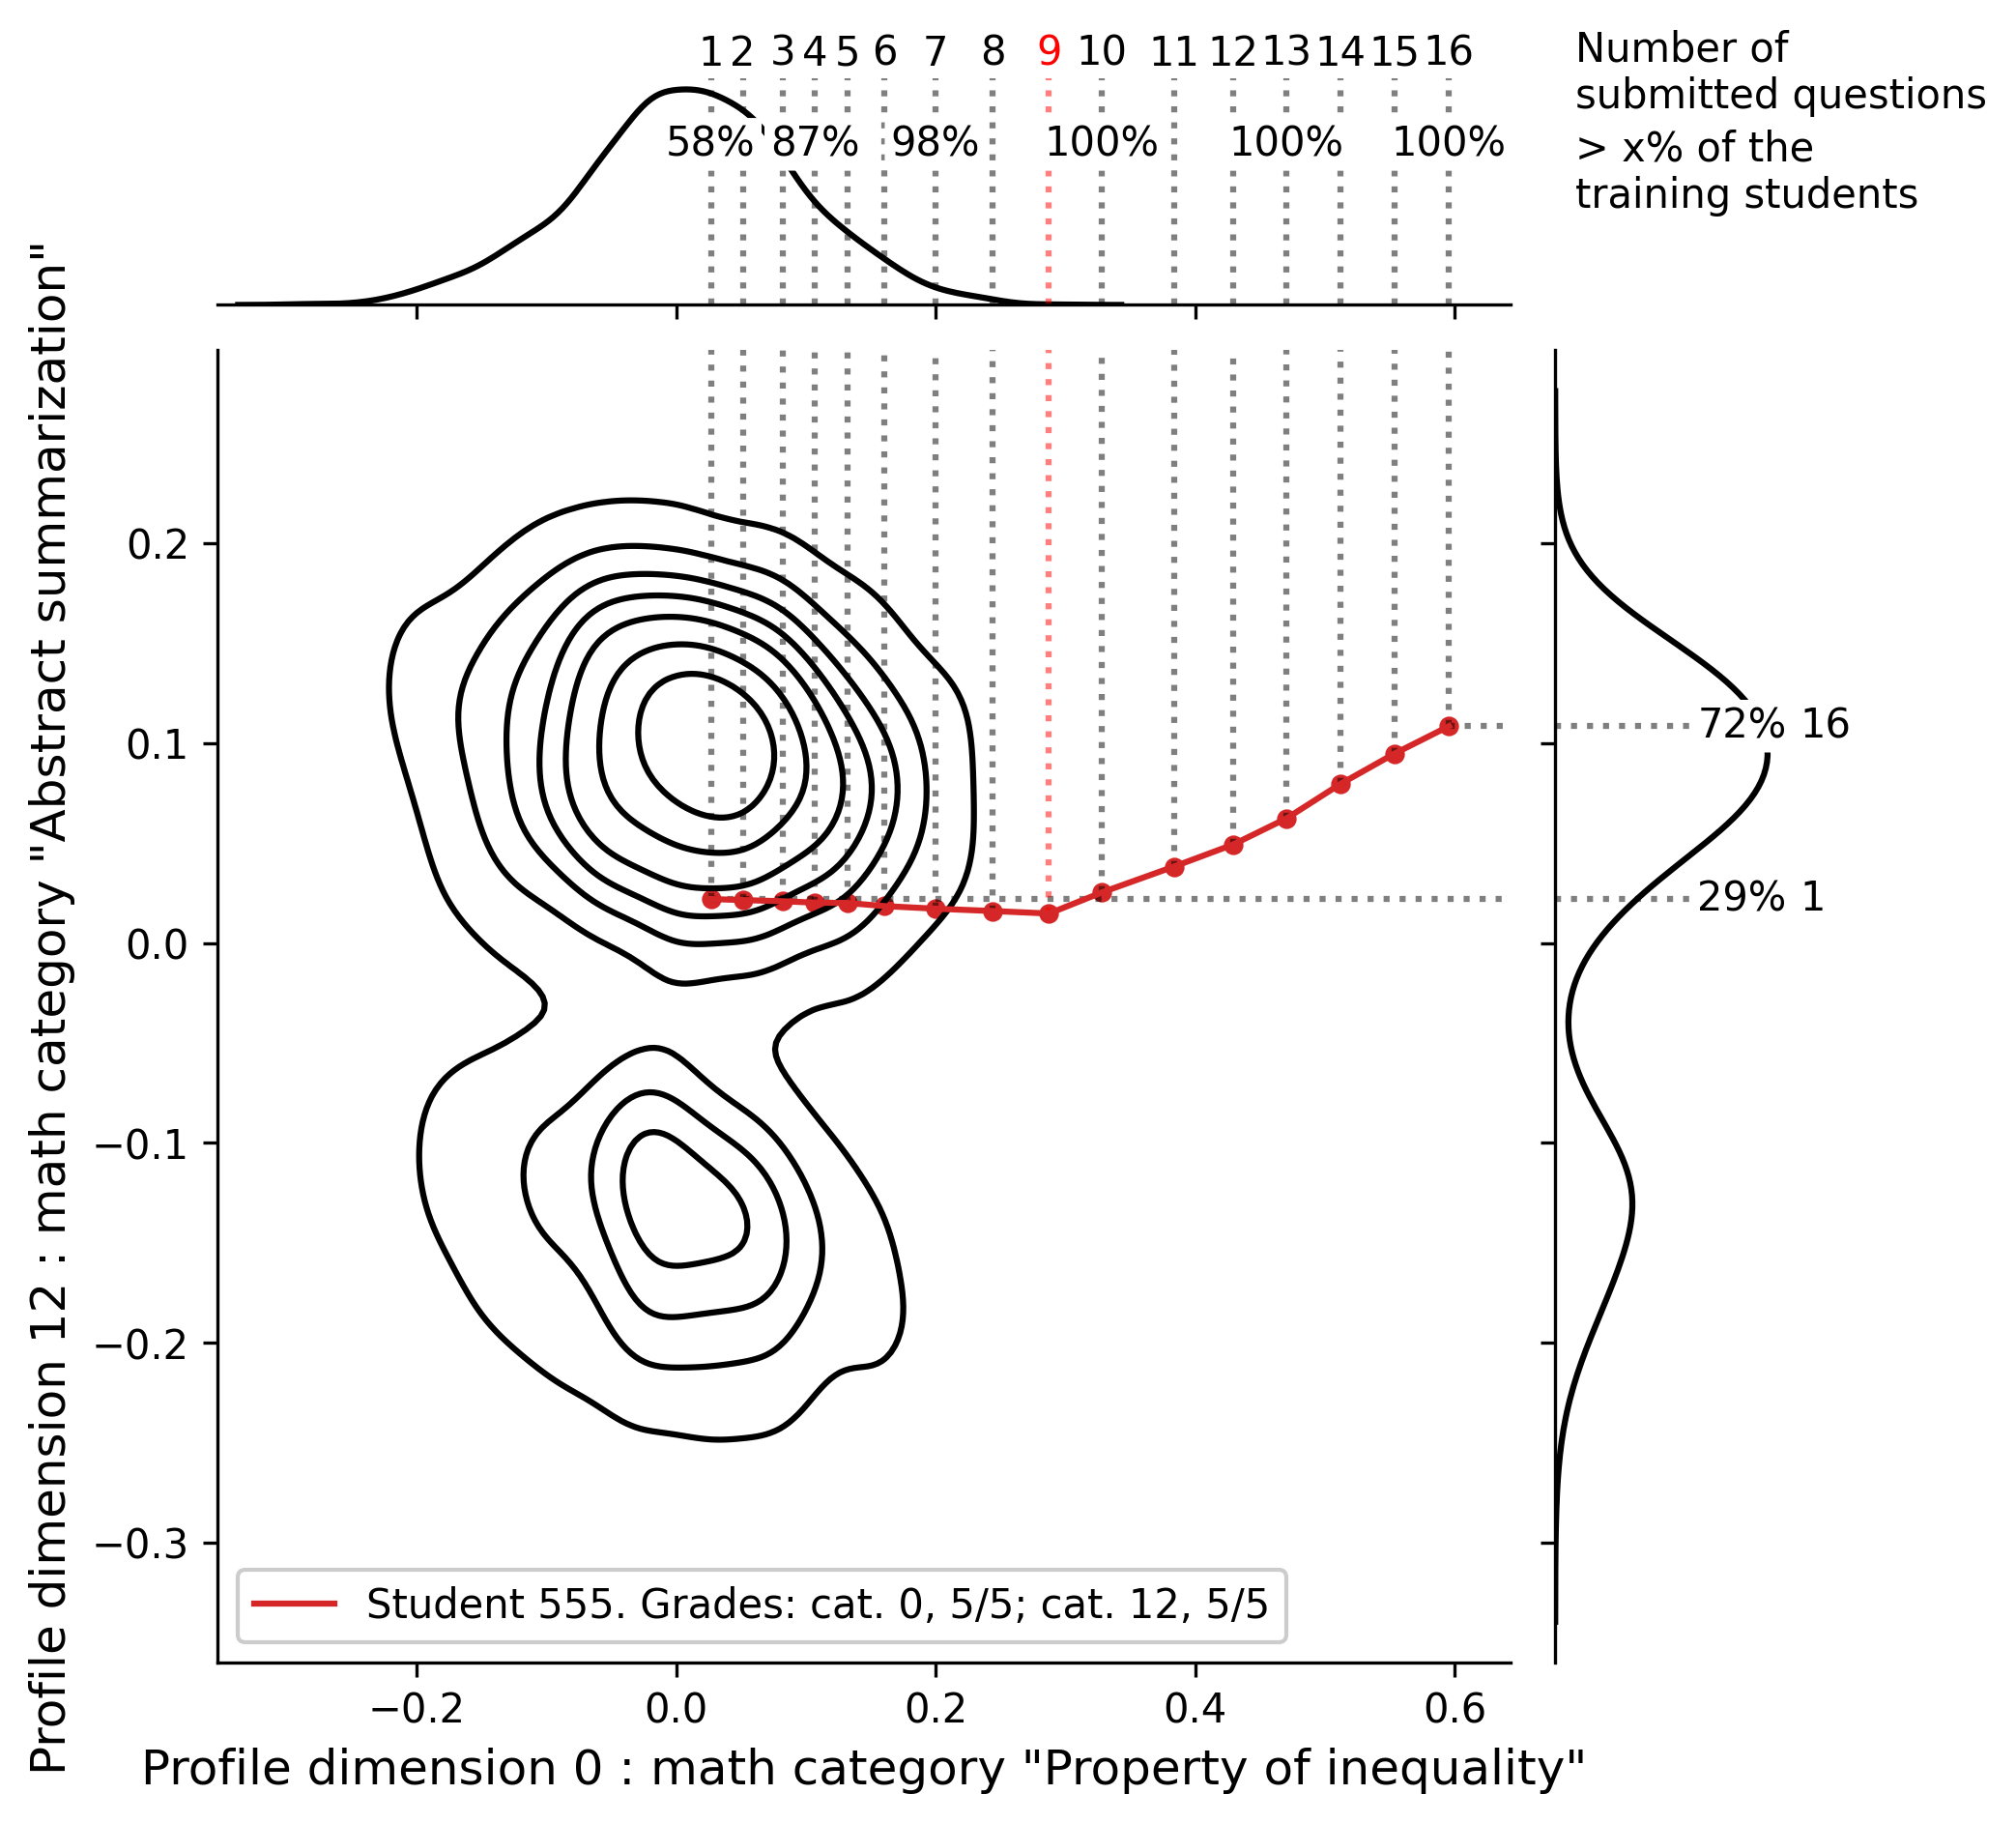 1 2 3 4 5 6 7 8 9 10 11 12 13 14 15 16
Number of
submitted questions
58% 87% 98% 100% 100% 100%
> x% of the
training students
Profile dimension 12 : math category "Abstract summarization"
0.2
0.1
0.0
−0.1
−0.2
−0.3
72% 16
29% 1
Student 555. Grades: cat. 0, 5/5; cat. 12, 5/5
−0.2 0.0 0.2 0.4 0.6
Profile dimension 0 : math category "Property of inequality"